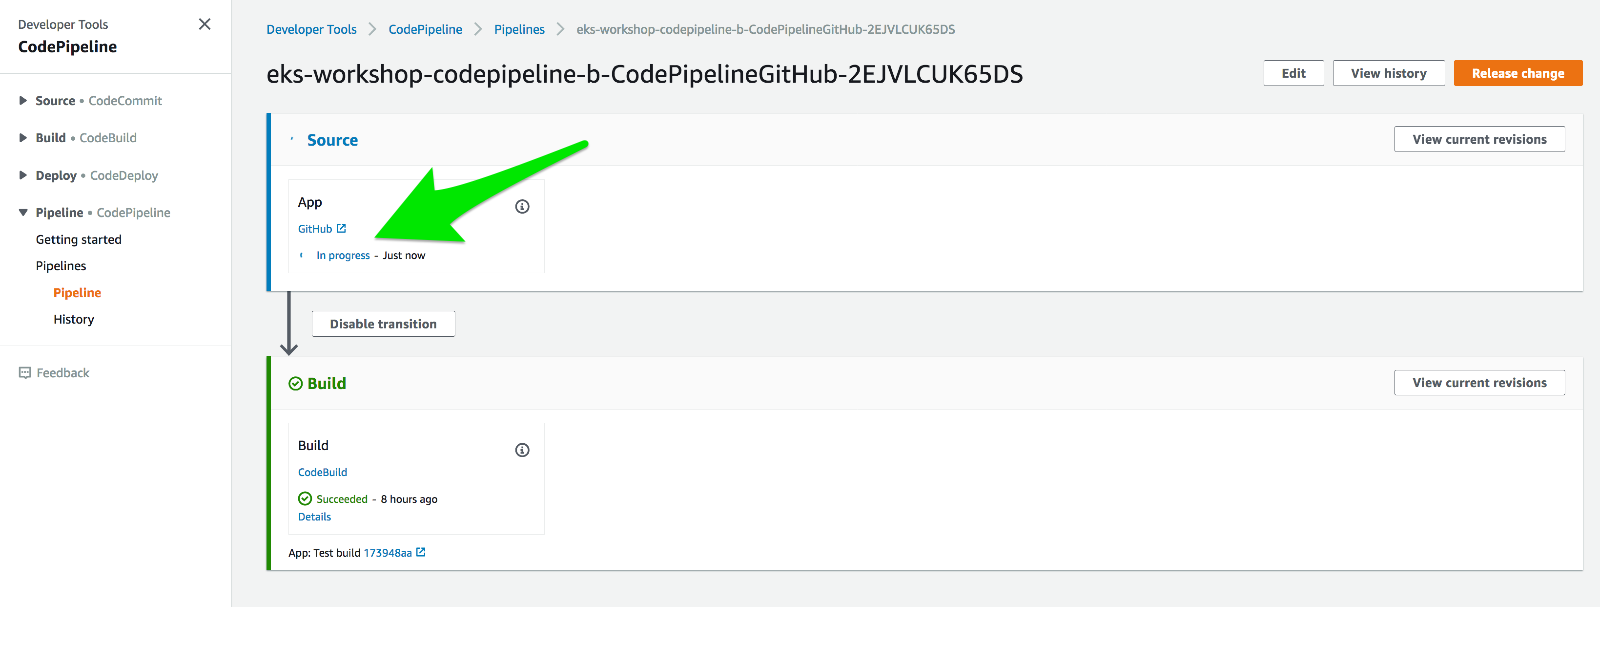 Developer Tools
CodePipeline
Source • CodeCommit
Build • CodeBuild
Deploy • CodeDeploy
Pipeline • CodePipeline
Getting started
Pipelines
Pipeline
History
Feedback
Developer Tools > CodePipeline > Pipelines > eks-workshop-codepipeline-b-CodePipelineGitHub-2EJVLCUK65DS
eks-workshop-codepipeline-b-CodePipelineGitHub-2EJVLCUK65DS
Edit
View history
Release change
Source
View current revisions
App
GitHub
In progress - Just now
Disable transition
Build
View current revisions
Build
CodeBuild
Succeeded - 8 hours ago
Details
App: Test build 173948aa